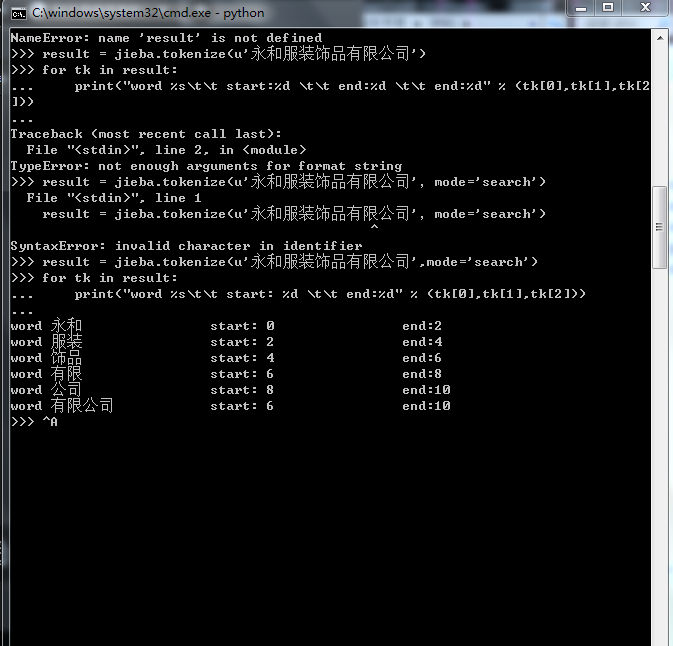 C:\windows\system32\cmd.exe - python
NameError: name 'result' is not defined
>>> result = jieba.tokenize(u'永和服装饰品有限公司')
>>> for tk in result:
...     print("word %s\t\t start:%d \t\t end:%d \t\t end:%d" % (tk[0],tk[1],tk[2
]))
...
Traceback (most recent call last):
  File "<stdin>", line 2, in <module>
TypeError: not enough arguments for format string
>>> result = jieba.tokenize(u'永和服装饰品有限公司', mode='search')
  File "<stdin>", line 1
    result = jieba.tokenize(u'永和服装饰品有限公司', mode='search')
                                             ^
SyntaxError: invalid character in identifier
>>> result = jieba.tokenize(u'永和服装饰品有限公司',mode='search')
>>> for tk in result:
...     print("word %s\t\t start: %d \t\t end:%d" % (tk[0],tk[1],tk[2]))
...
word 永和                start: 0                end:2
word 服装                start: 2                end:4
word 饰品                start: 4                end:6
word 有限                start: 6                end:8
word 公司                start: 8                end:10
word 有限公司            start: 6                end:10
>>> ^A